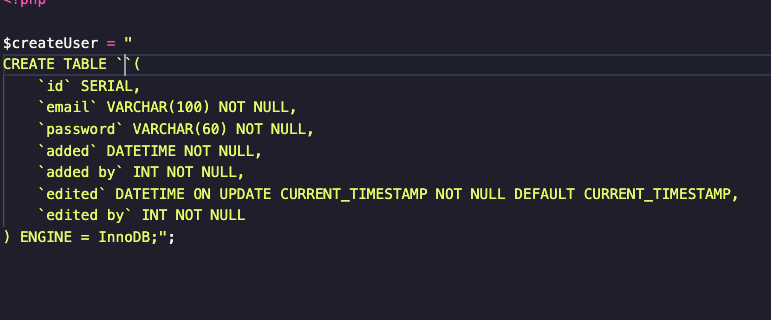 <?php
$createUser = "
CREATE TABLE ``(
    `id` SERIAL,
    `email` VARCHAR(100) NOT NULL,
    `password` VARCHAR(60) NOT NULL,
    `added` DATETIME NOT NULL,
    `added by` INT NOT NULL,
    `edited` DATETIME ON UPDATE CURRENT_TIMESTAMP NOT NULL DEFAULT CURRENT_TIMESTAMP,
    `edited by` INT NOT NULL
) ENGINE = InnoDB;";